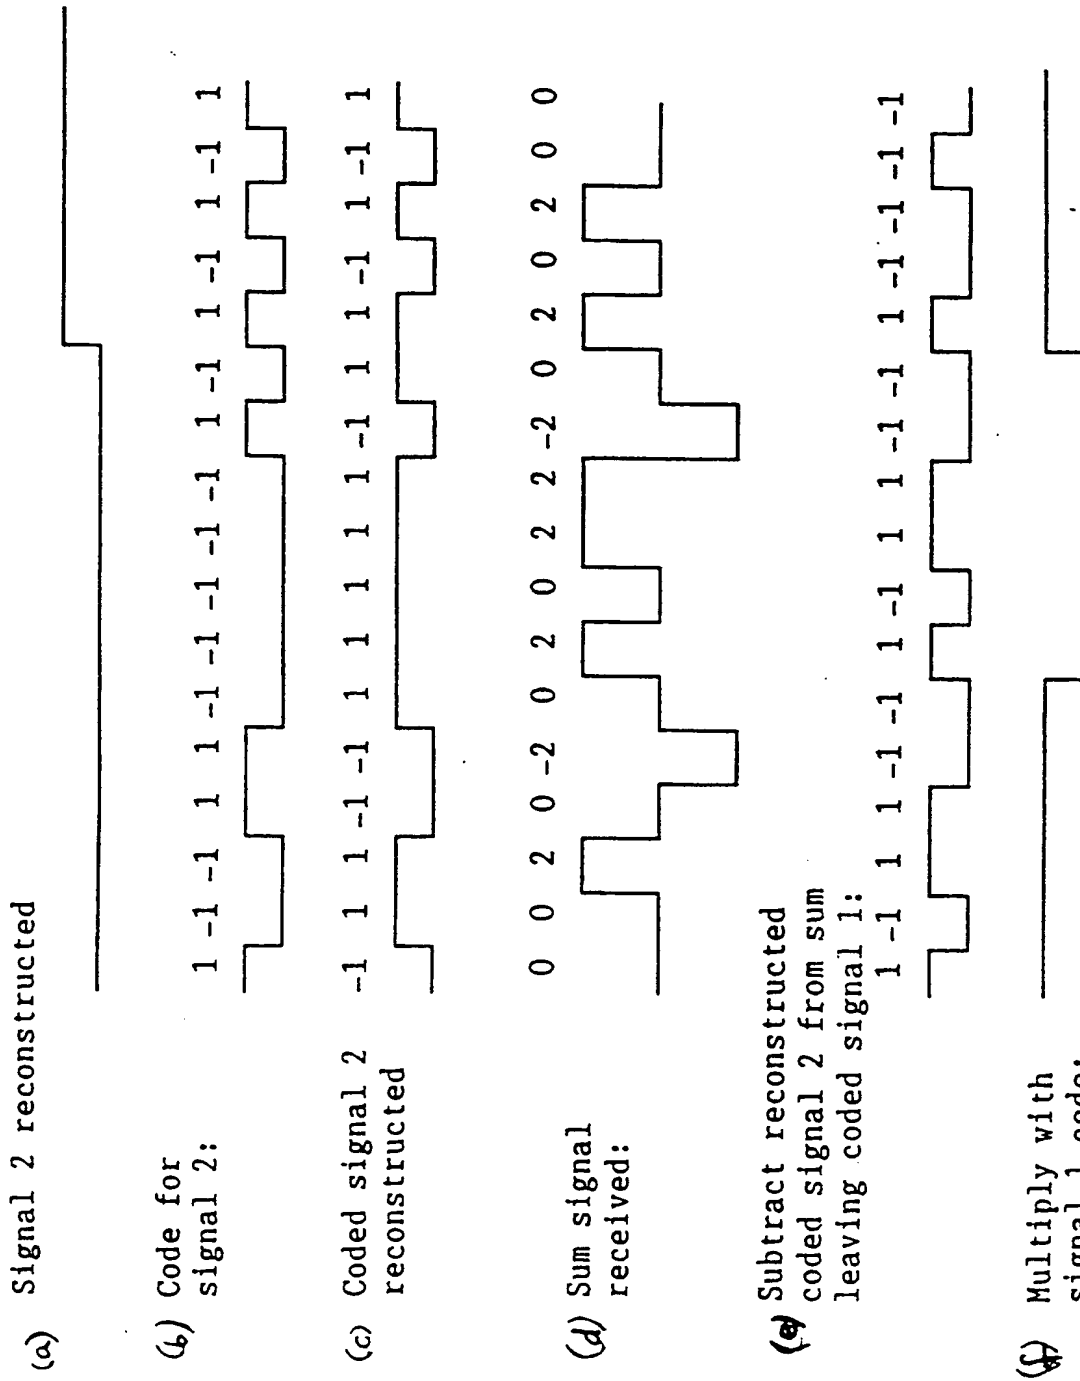 (a) Signal 2 reconstructed
(b) Code for
signal 2: 1 -1 -1 1 1 -1 -1 -1 -1 -1 1 -1 1 -1 1 -1 1
(c) Coded signal 2 -1 1 1 -1 -1 1 1 1 1 1 -1 1 1 -1 1 -1 1
reconstructed
0 0 2 0 -2 0 2 0 2 2 -2 0 2 0 2 0 0
(d) Sum signal
received:
(e) Subtract reconstructed
coded signal 2 from sum
leaving coded signal 1:
1 -1 1 1 -1 -1 1 -1 1 1 -1 -1 1 -1 -1 -1 -1
(f) Multiply with
signal 1 code: